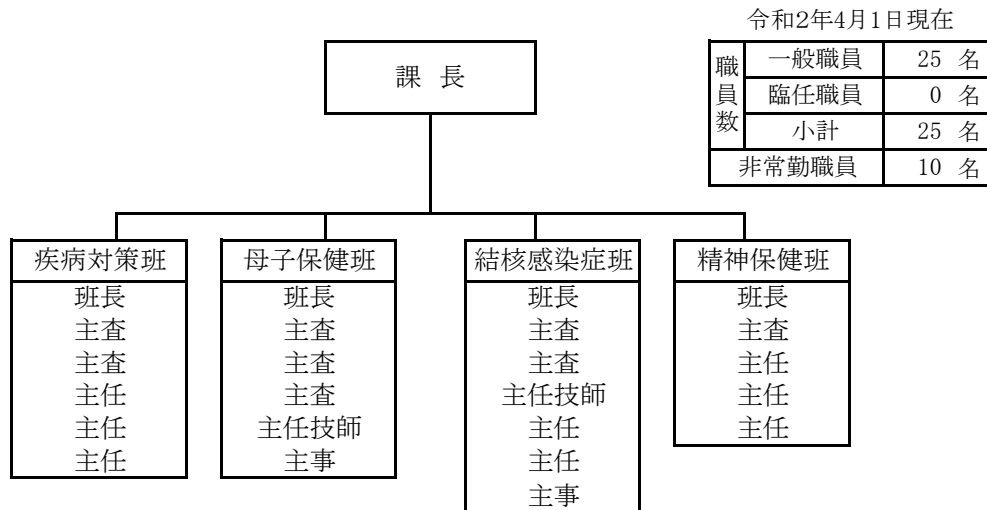 令和2年4月1日現在
課 長
職員数
一般職員 25 名
臨任職員 0 名
小計 25 名
非常勤職員 10 名
疾病対策班
班長
主査
主査
主任
主任
主任
母子保健班
班長
主査
主査
主査
主任技師
主事
結核感染症班
班長
主査
主査
主任技師
主任
主任
主事
精神保健班
班長
主査
主任
主任
主任
主任